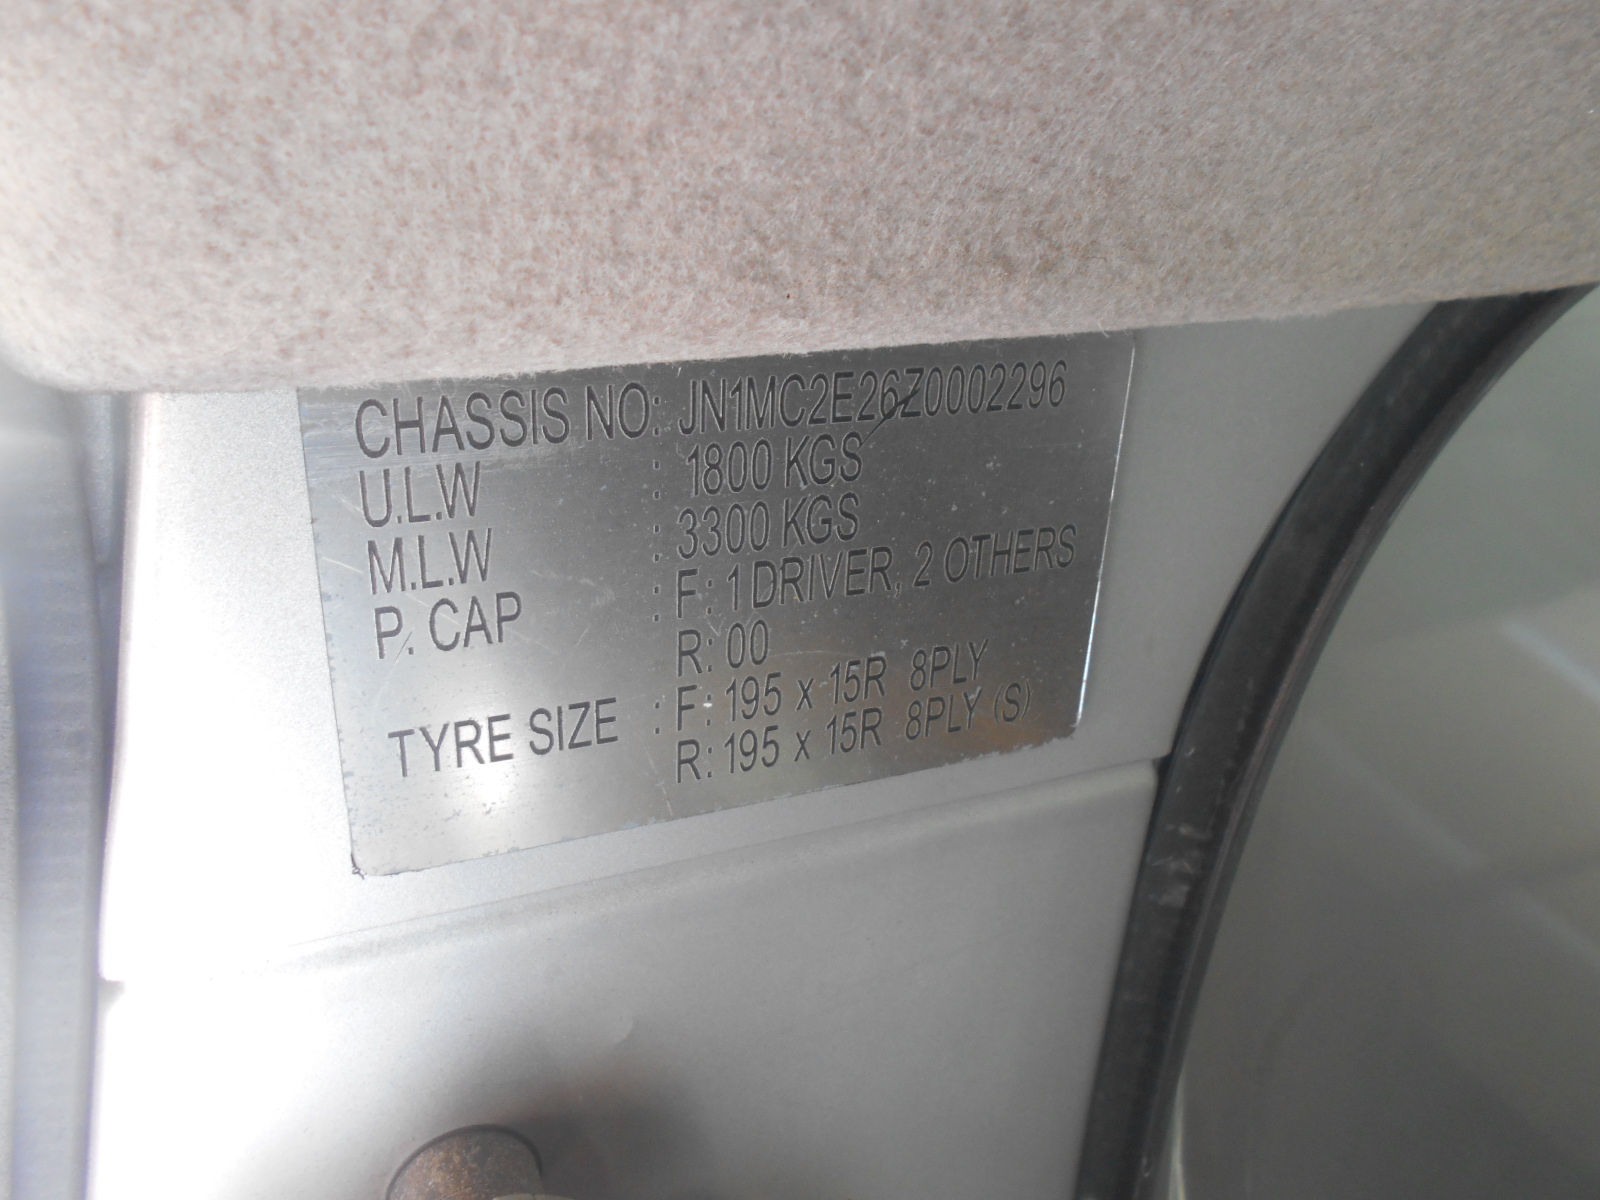 CHASSIS NO: JN1MC2E26Z0002296
U.L.W : 1800 KGS
M.L.W : 3300 KGS
P. CAP : F: 1 DRIVER, 2 OTHERS
R: 00
TYRE SIZE : F: 195 x 15R 8PLY
R: 195 x 15R 8PLY (S)